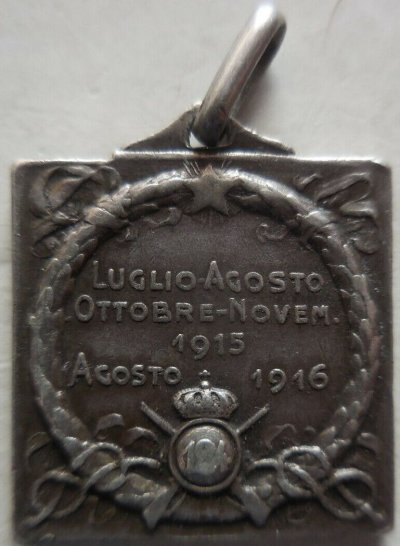 LUGLIO-AGOSTO
OTTOBRE-NOVEM.
1915
AGOSTO 1916